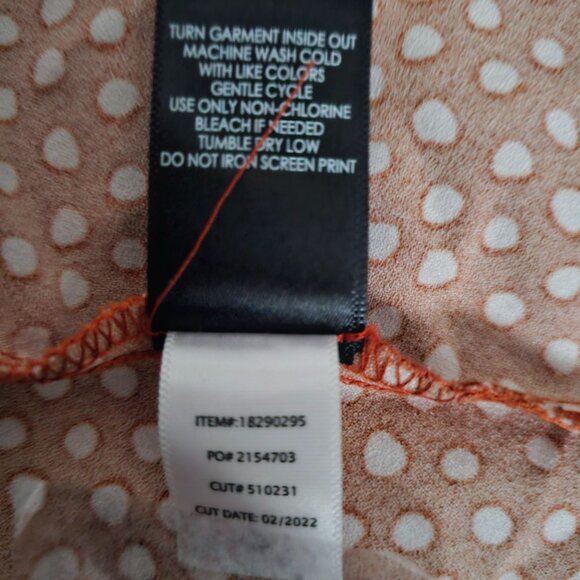 TURN GARMENT INSIDE OUT
MACHINE WASH COLD
WITH LIKE COLORS
GENTLE CYCLE
USE ONLY NON-CHLORINE
BLEACH IF NEEDED
TUMBLE DRY LOW
DO NOT IRON SCREEN PRINT
ITEM#:18290295
PO# 2154703
CUT# 510231
CUT DATE: 02/2022